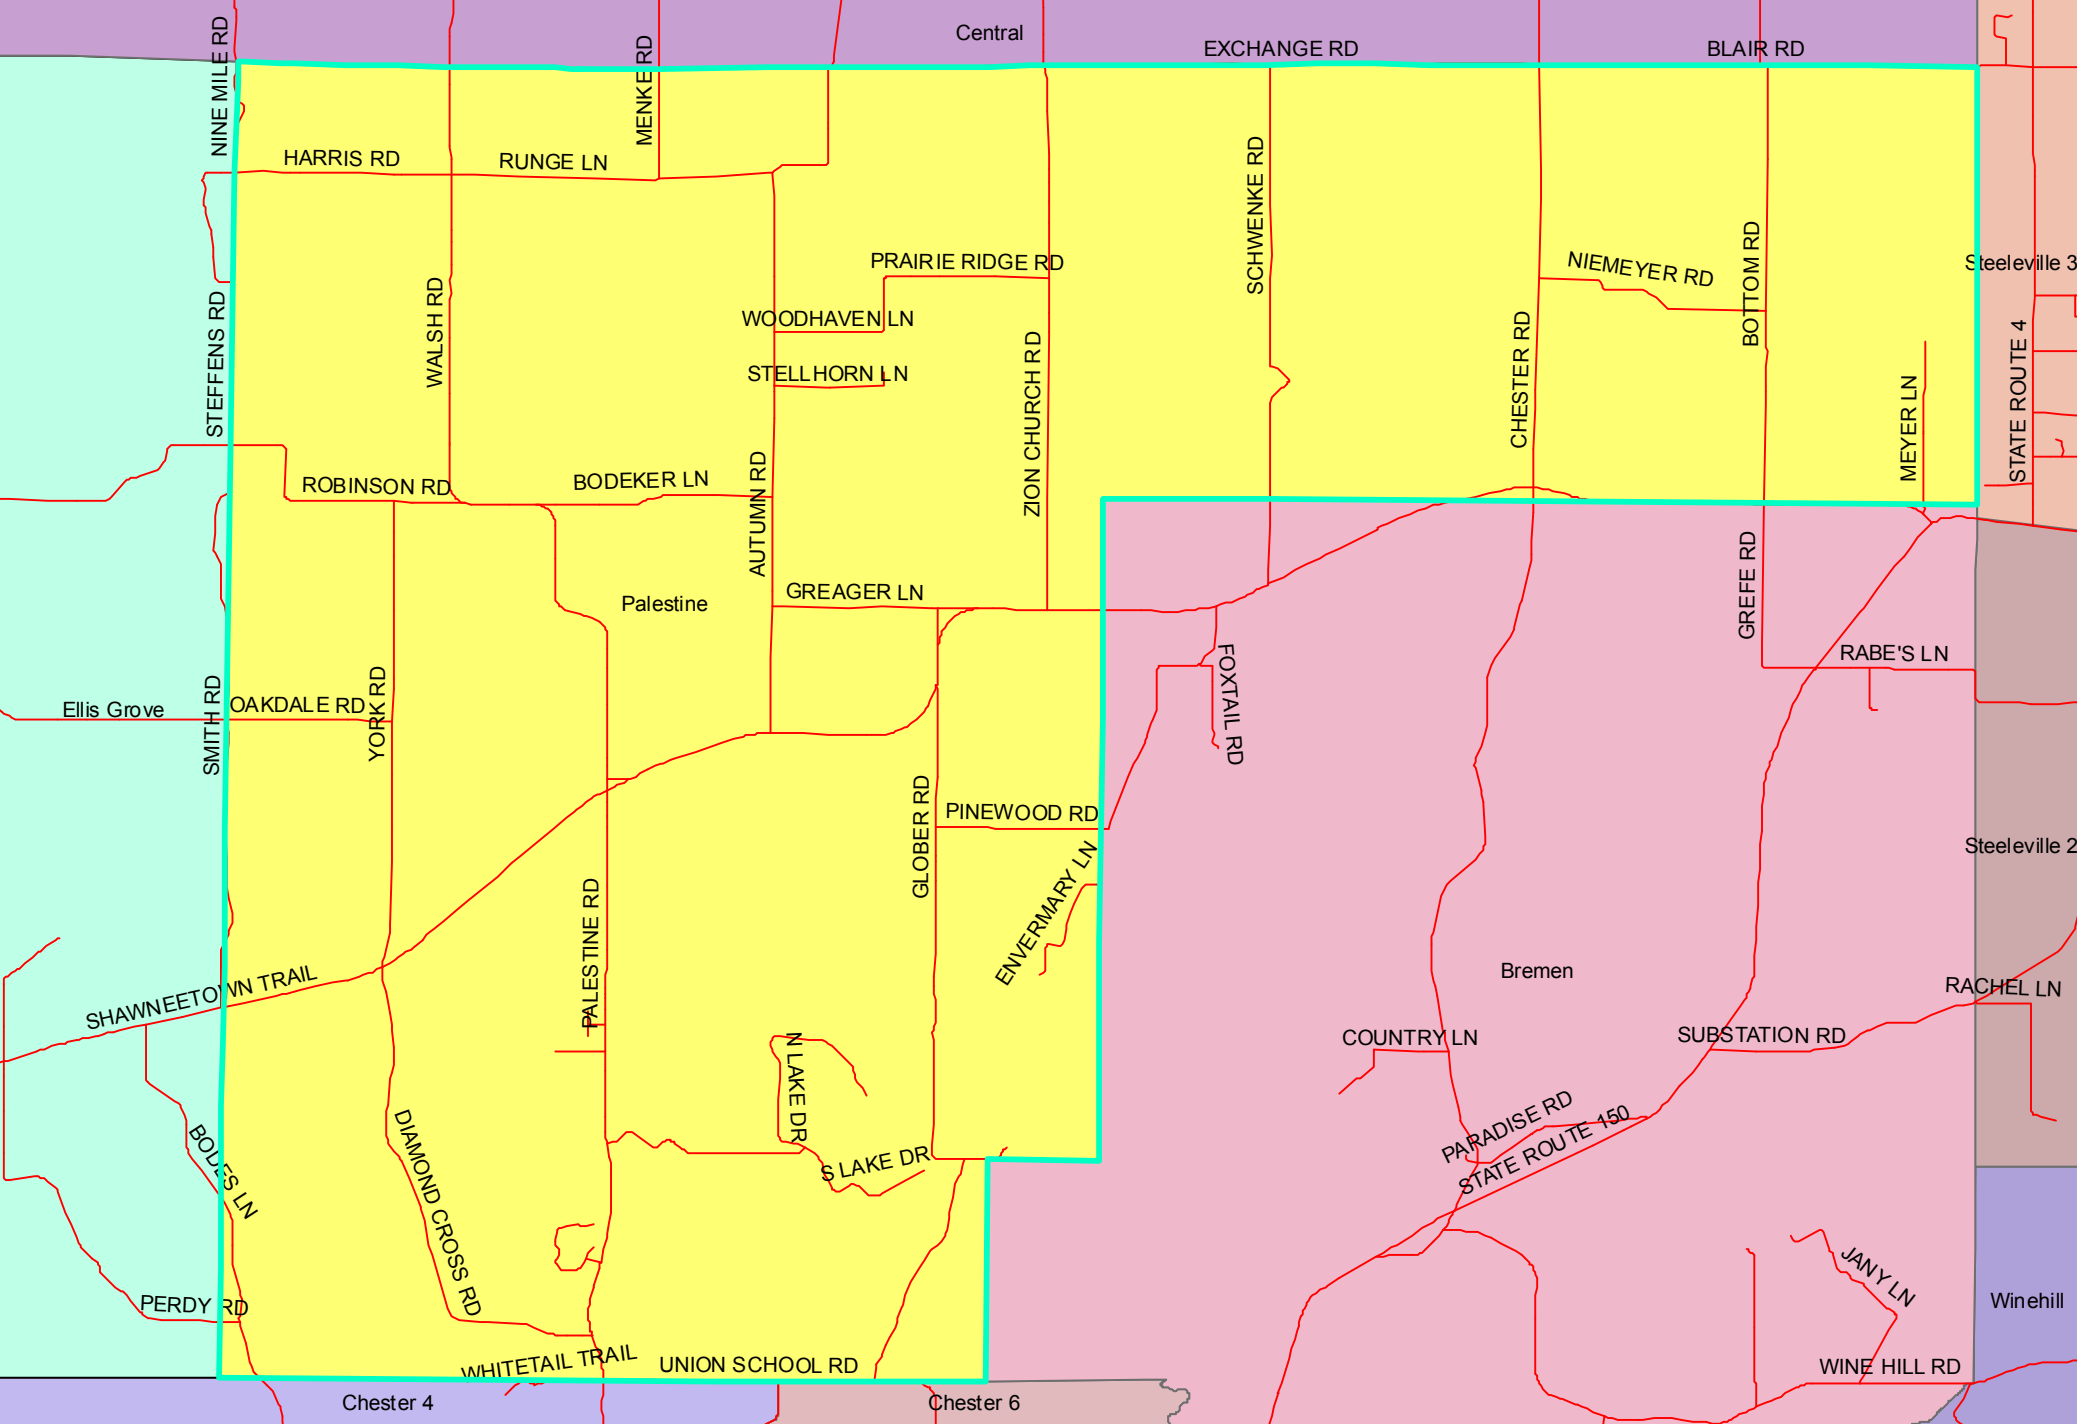 Central
EXCHANGE RD
BLAIR RD
NINE MILE RD
MENKE RD
HARRIS RD
RUNGE LN
SCHWENKE RD
PRAIRIE RIDGE RD
NIEMEYER RD
BOTTOM RD
Steeleville 3
STEFFENS RD
WALSH RD
WOODHAVEN LN
STELLHORN LN
ZION CHURCH RD
CHESTER RD
MEYER LN
STATE ROUTE 4
ROBINSON RD
BODEKER LN
AUTUMN RD
GREAGER LN
Palestine
GREFE RD
RABE'S LN
FOXTAIL RD
Ellis Grove
SMITH RD
OAKDALE RD
YORK RD
GLOBER RD
PINEWOOD RD
Steeleville 2
ENVERMARY LN
PALESTINE RD
SHAWNEETOWN TRAIL
Bremen
RACHEL LN
COUNTRY LN
SUBSTATION RD
N LAKE DR
S LAKE DR
PARADISE RD
STATE ROUTE 150
BODES LN
DIAMOND CROSS RD
JANY LN
PERDY RD
Winehill
WHITETAIL TRAIL
UNION SCHOOL RD
WINE HILL RD
Chester 4
Chester 6